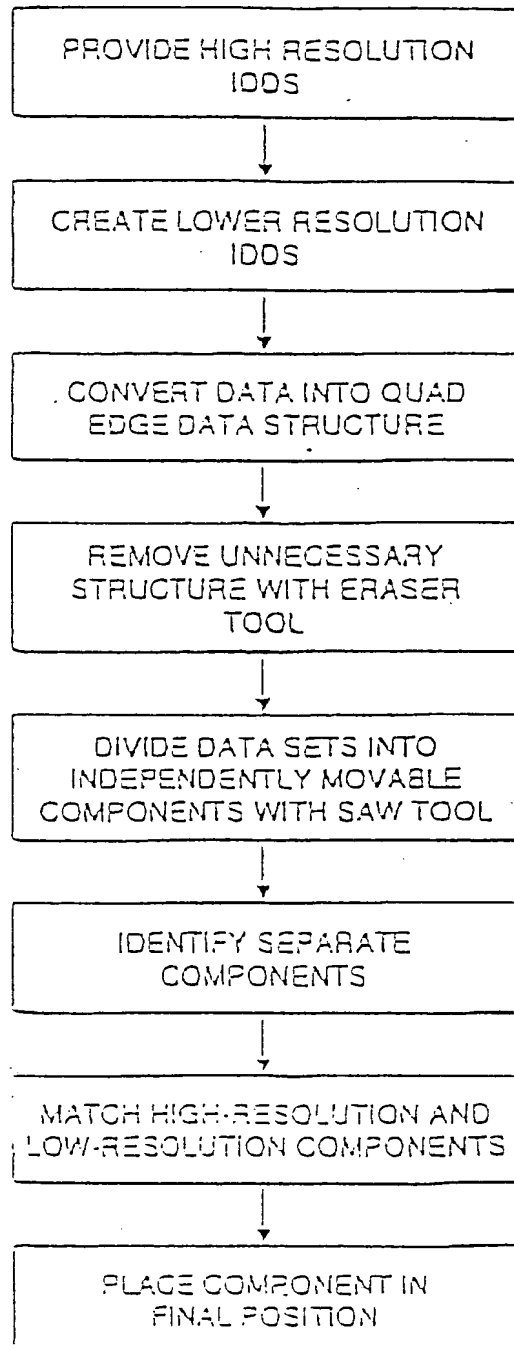 PROVIDE HIGH RESOLUTION
IDDS
CREATE LOWER RESOLUTION
IDDS
CONVERT DATA INTO QUAD
EDGE DATA STRUCTURE
REMOVE UNNECESSARY
STRUCTURE WITH ERASER
TOOL
DIVIDE DATA SETS INTO
INDEPENDENTLY MOVABLE
COMPONENTS WITH SAW TOOL
IDENTIFY SEPARATE
COMPONENTS
MATCH HIGH-RESOLUTION AND
LOW-RESOLUTION COMPONENTS
PLACE COMPONENT IN
FINAL POSITION